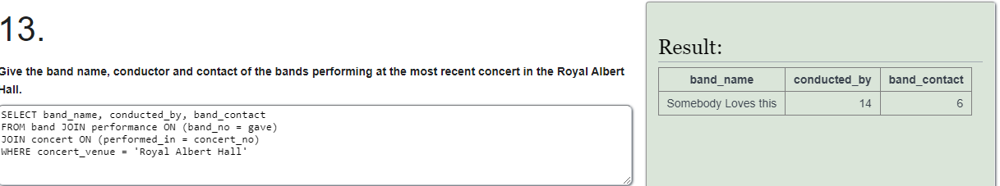 13.
Give the band name, conductor and contact of the bands performing at the most recent concert in the Royal Albert
Hall.
SELECT band_name, conducted_by, band_contact
FROM band JOIN performance ON (band_no = gave)
JOIN concert ON (performed_in = concert_no)
WHERE concert_venue = 'Royal Albert Hall'
Result:
band_name conducted_by band_contact
Somebody Loves this 14 6